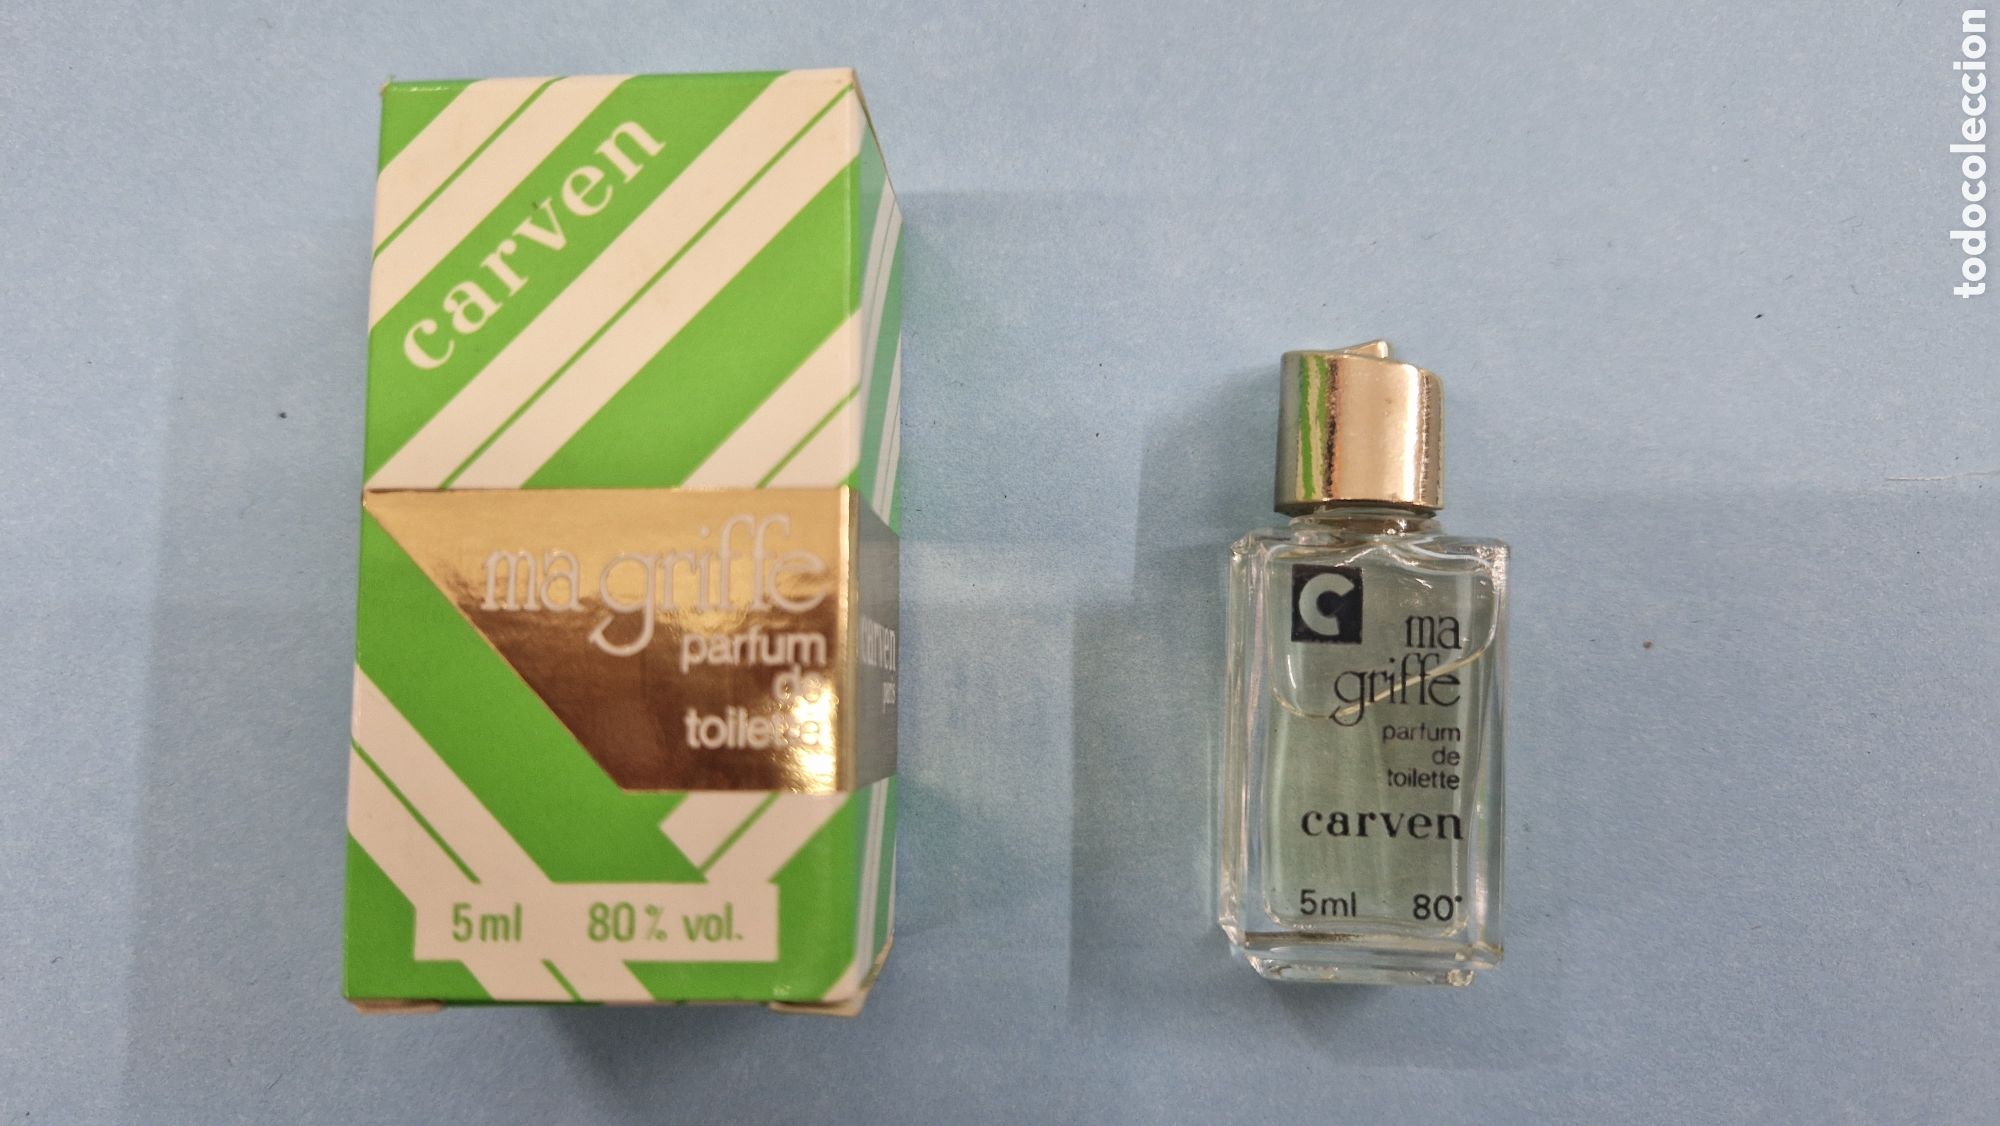 carven
ma griffe
parfum
de
toilette
5ml 80% vol.
carven
paris
C
ma
griffe
parfum
de
toilette
carven
5ml 80°
todocoleccion